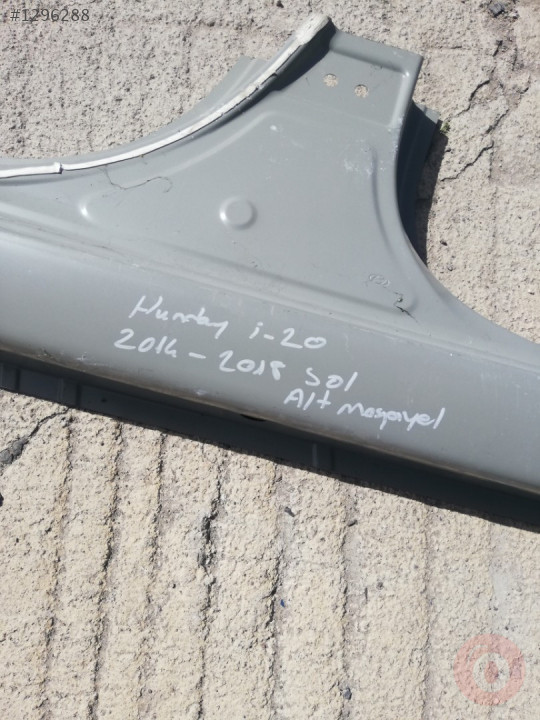 #1296288
Hunday i-20
2014-2018 Sol
Alt Marşpiyel